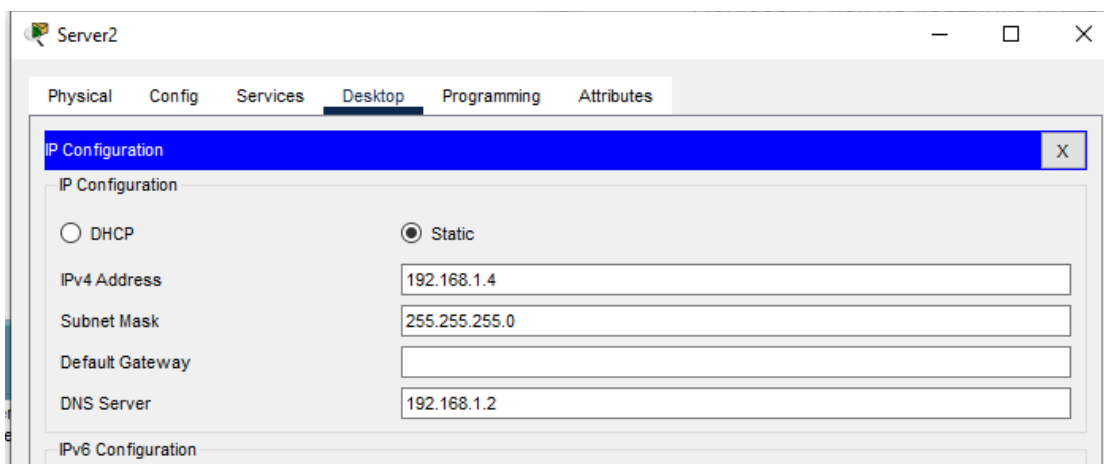 Server2
Physical Config Services Desktop Programming Attributes
IP Configuration X
IP Configuration
DHCP Static
IPv4 Address 192.168.1.4
Subnet Mask 255.255.255.0
Default Gateway
DNS Server 192.168.1.2
IPv6 Configuration